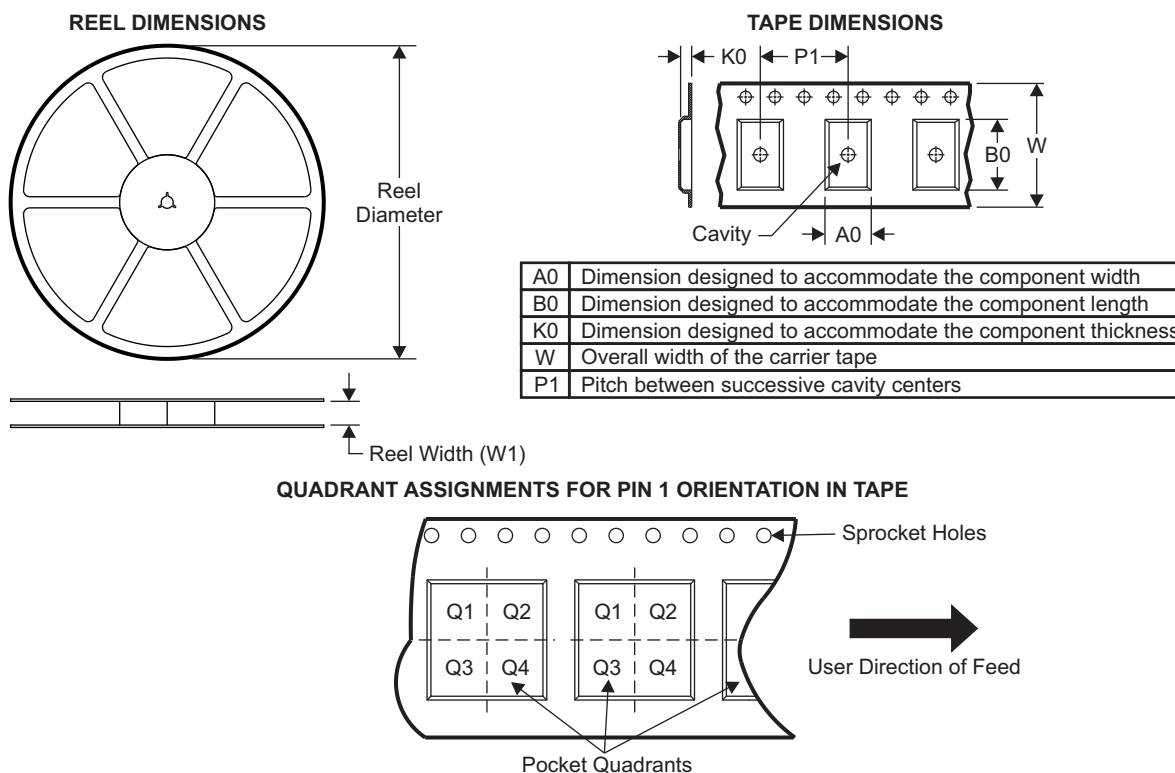 REEL DIMENSIONS
Reel
Diameter
Reel Width (W1)
TAPE DIMENSIONS
K0
P1
B0
W
Cavity
A0
A0 Dimension designed to accommodate the component width
B0 Dimension designed to accommodate the component length
K0 Dimension designed to accommodate the component thickness
W Overall width of the carrier tape
P1 Pitch between successive cavity centers
QUADRANT ASSIGNMENTS FOR PIN 1 ORIENTATION IN TAPE
Sprocket Holes
Q1 Q2 Q1 Q2
Q3 Q4 Q3 Q4
User Direction of Feed
Pocket Quadrants